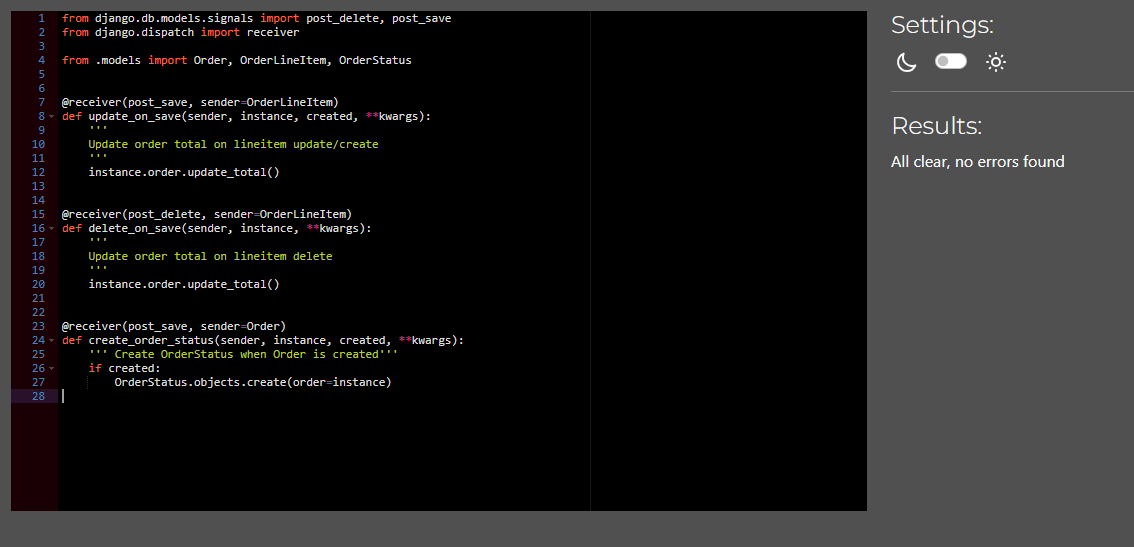 1 from django.db.models.signals import post_delete, post_save
2 from django.dispatch import receiver
3
4 from .models import Order, OrderLineItem, OrderStatus
5
6
7 @receiver(post_save, sender=OrderLineItem)
8 def update_on_save(sender, instance, created, **kwargs):
9     '''
10     Update order total on lineitem update/create
11     '''
12     instance.order.update_total()
13
14
15 @receiver(post_delete, sender=OrderLineItem)
16 def delete_on_save(sender, instance, **kwargs):
17     '''
18     Update order total on lineitem delete
19     '''
20     instance.order.update_total()
21
22
23 @receiver(post_save, sender=Order)
24 def create_order_status(sender, instance, created, **kwargs):
25     ''' Create OrderStatus when Order is created'''
26     if created:
27         OrderStatus.objects.create(order=instance)
28
Settings:
Results:
All clear, no errors found